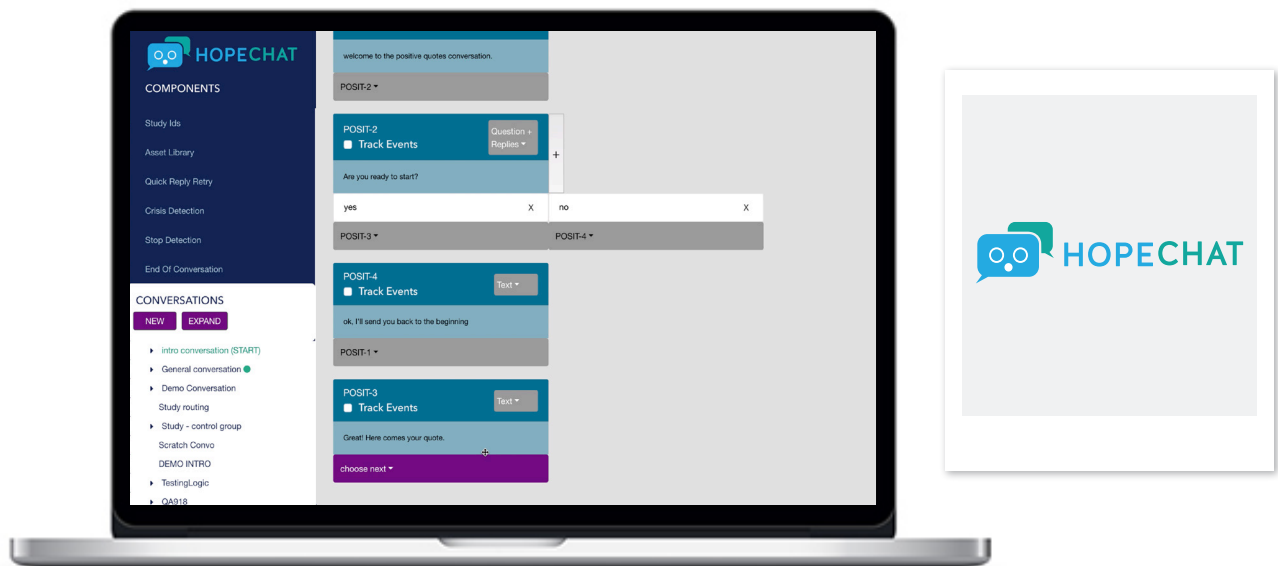 HOPECHAT
COMPONENTS
Study Ids
Asset Library
Quick Reply Retry
Crisis Detection
Stop Detection
End Of Conversation
CONVERSATIONS
NEW EXPAND
intro conversation (START)
General conversation
Demo Conversation
Study routing
Study - control group
Scratch Convo
DEMO INTRO
TestingLogic
QA918
welcome to the positive quotes conversation.
POSIT-2
POSIT-2
Track Events
Question +
Replies
+
Are you ready to start?
yes X
no X
POSIT-3
POSIT-4
POSIT-4
Track Events
Text
ok, I'll send you back to the beginning
POSIT-1
POSIT-3
Track Events
Text
Great! Here comes your quote.
choose next
HOPECHAT